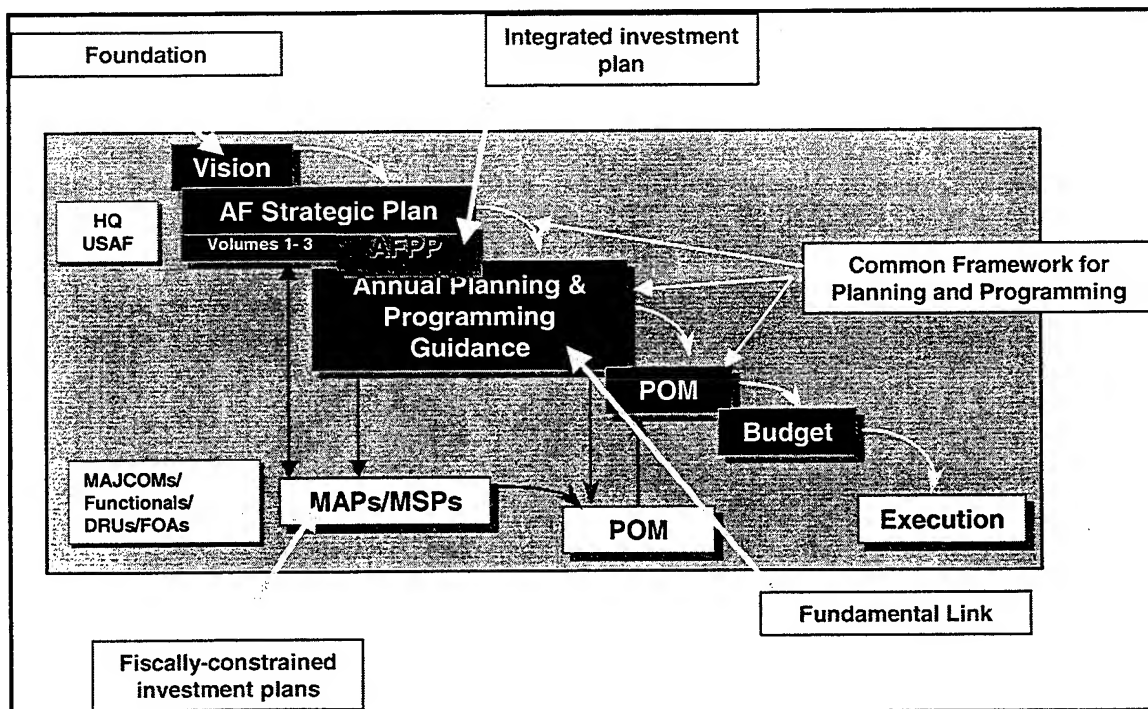 Foundation
Integrated investment
plan
Vision
AF Strategic Plan
Volumes 1- 3
AFPP
HQ
USAF
Annual Planning &
Programming
Guidance
Common Framework for
Planning and Programming
POM
Budget
MAJCOMs/
Functionals/
DRUs/FOAs
MAPs/MSPs
POM
Execution
Fundamental Link
Fiscally-constrained
investment plans